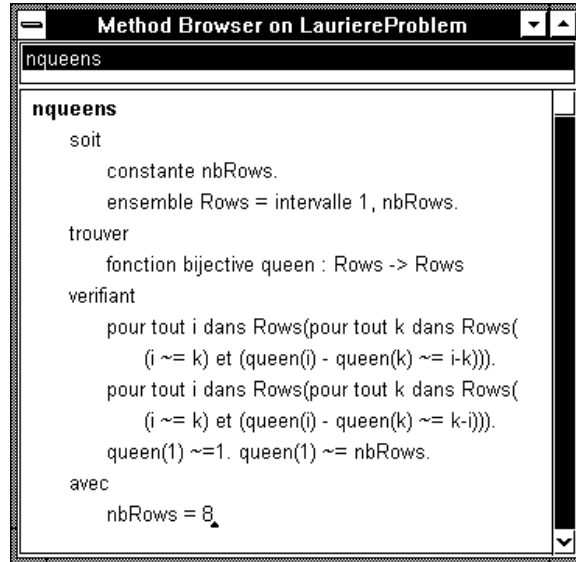 Method Browser on LauriereProblem
nqueens
nqueens
soit
constante nbRows.
ensemble Rows = intervalle 1, nbRows.
trouver
fonction bijective queen : Rows -> Rows
verifiant
pour tout i dans Rows(pour tout k dans Rows(
(i ~= k) et (queen(i) - queen(k) ~= i-k))).
pour tout i dans Rows(pour tout k dans Rows(
(i ~= k) et (queen(i) - queen(k) ~= k-i))).
queen(1) ~=1. queen(1) ~= nbRows.
avec
nbRows = 8